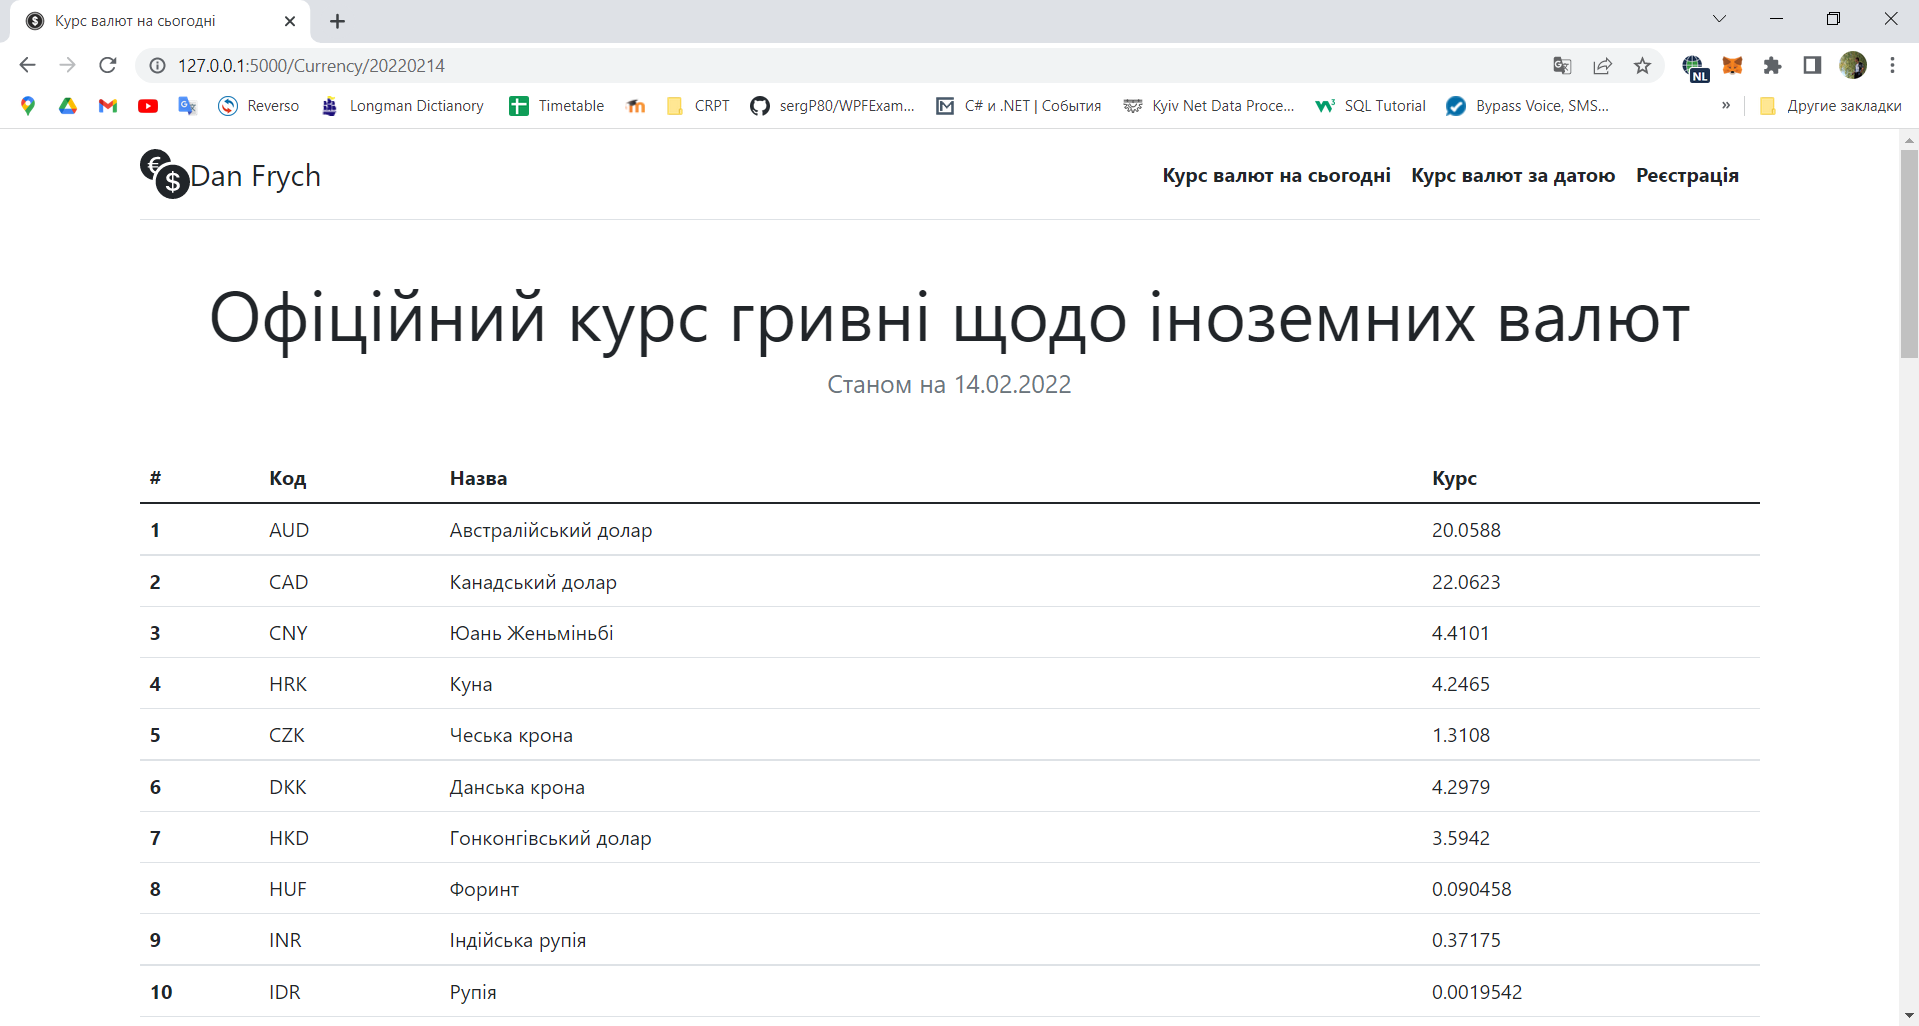 Курс валют на сьогодні
127.0.0.1:5000/Currency/20220214
NL
Reverso Longman Dictianory Timetable CRPT sergP80/WPFExam... C# и .NET | События Kyiv Net Data Proce... SQL Tutorial Bypass Voice, SMS... » Другие закладки
€ $ Dan Frych Курс валют на сьогодні Курс валют за датою Реєстрація
Офіційний курс гривні щодо іноземних валют
Станом на 14.02.2022
# Код Назва Курс
1 AUD Австралійський долар 20.0588
2 CAD Канадський долар 22.0623
3 CNY Юань Женьміньбі 4.4101
4 HRK Куна 4.2465
5 CZK Чеська крона 1.3108
6 DKK Данська крона 4.2979
7 HKD Гонконгівський долар 3.5942
8 HUF Форинт 0.090458
9 INR Індійська рупія 0.37175
10 IDR Рупія 0.0019542